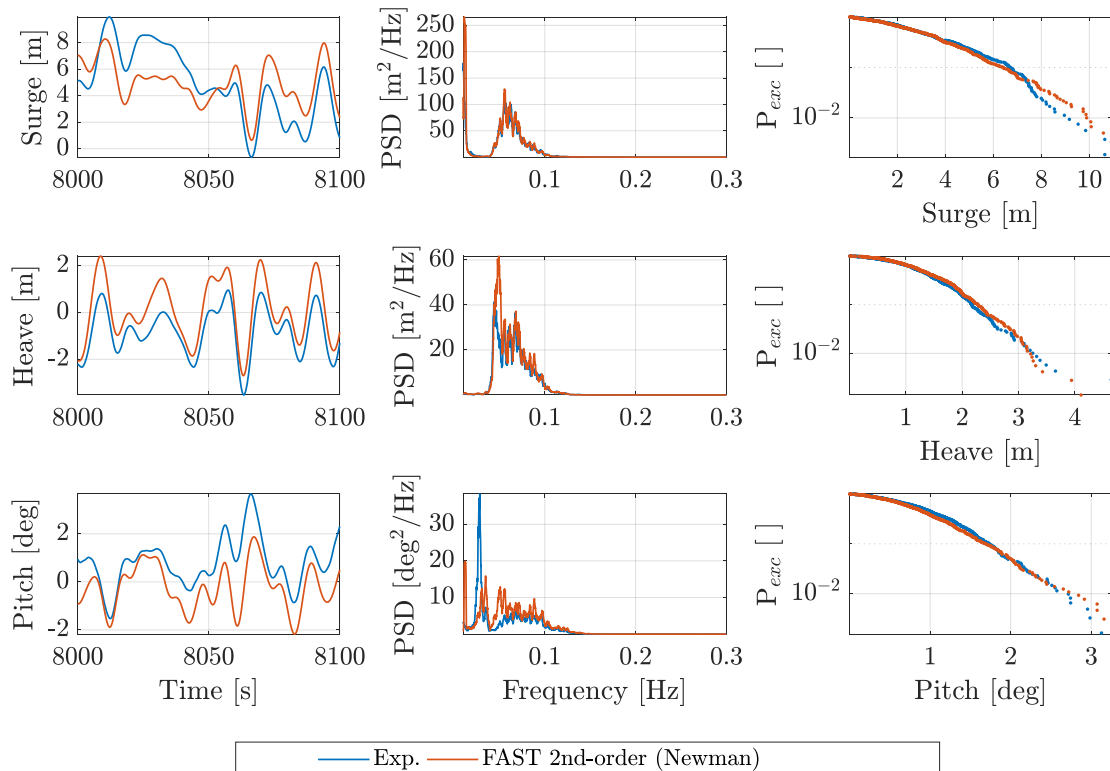 Surge [m]
8
6
4
2
0
8000 8050 8100
PSD [m²/Hz]
250
200
150
100
50
0.1 0.2 0.3
P_exc [ ]
10⁻²
2 4 6 8 10
Surge [m]
Heave [m]
2
0
-2
8000 8050 8100
PSD [m²/Hz]
60
40
20
0.1 0.2 0.3
P_exc [ ]
10⁻²
1 2 3 4
Heave [m]
Pitch [deg]
2
0
-2
8000 8050 8100
Time [s]
PSD [deg²/Hz]
30
20
10
0.1 0.2 0.3
Frequency [Hz]
P_exc [ ]
10⁻²
1 2 3
Pitch [deg]
Exp. FAST 2nd-order (Newman)